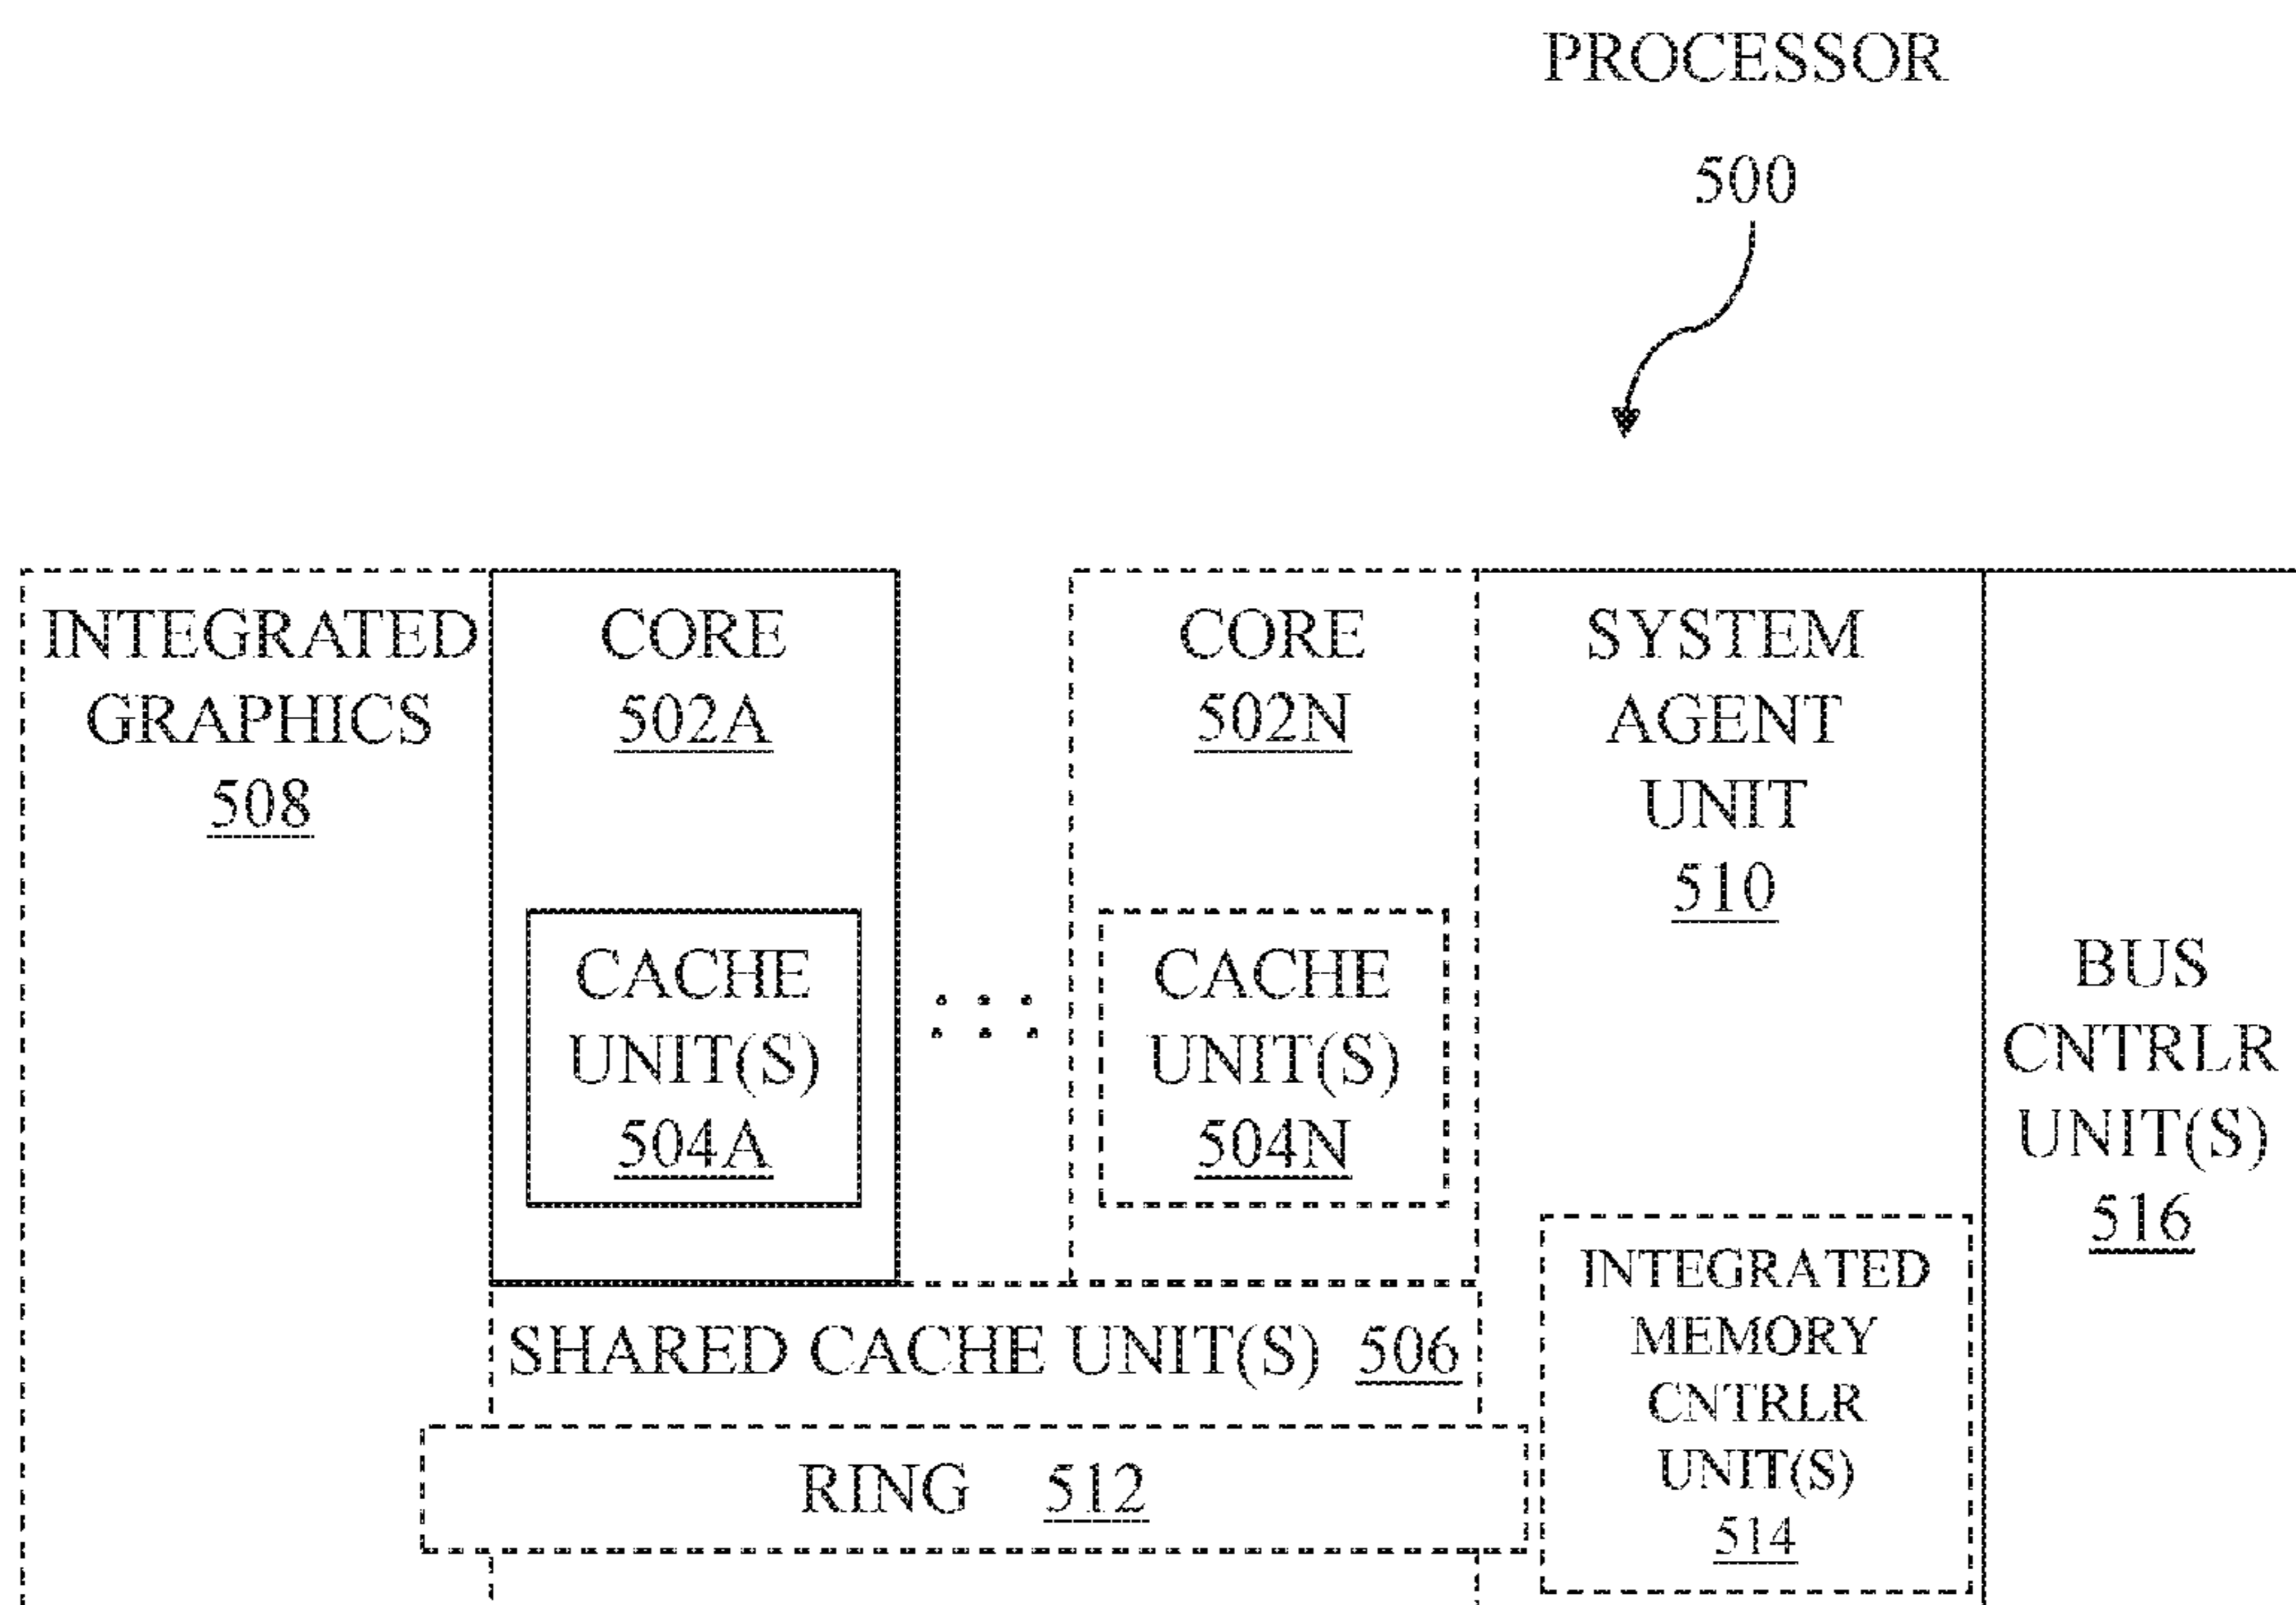 PROCESSOR
500
INTEGRATED
GRAPHICS
508
CORE
502A
CACHE
UNIT(S)
504A
CORE
502N
CACHE
UNIT(S)
504N
SYSTEM
AGENT
UNIT
510
BUS
CNTRLR
UNIT(S)
516
SHARED CACHE UNIT(S) 506
RING 512
INTEGRATED
MEMORY
CNTRLR
UNIT(S)
514